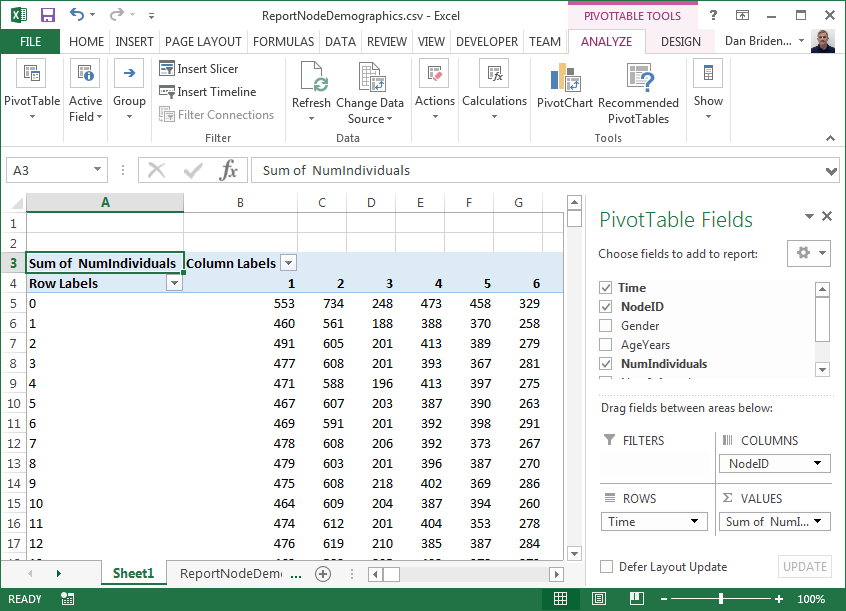 ReportNodeDemographics.csv - Excel
PIVOTTABLE TOOLS
?
FILE HOME INSERT PAGE LAYOUT FORMULAS DATA REVIEW VIEW DEVELOPER TEAM ANALYZE DESIGN Dan Briden...
PivotTable
Active Field
Group
Insert Slicer
Insert Timeline
Filter Connections
Filter
Refresh
Change Data Source
Data
Actions
Calculations
PivotChart
Recommended PivotTables
Tools
Show
A3
fx
Sum of NumIndividuals
A B C D E F G
1
2
3 Sum of NumIndividuals Column Labels
4 Row Labels 1 2 3 4 5 6
5 0 553 734 248 473 458 329
6 1 460 561 188 388 370 258
7 2 491 605 201 413 389 279
8 3 477 608 201 393 367 281
9 4 471 588 196 413 397 275
10 5 467 607 203 387 390 263
11 6 469 591 201 392 398 291
12 7 478 608 206 392 373 267
13 8 479 603 201 396 387 270
14 9 475 608 218 402 369 286
15 10 464 609 204 387 394 260
16 11 474 612 201 404 353 278
17 12 476 619 210 385 387 284
PivotTable Fields
Choose fields to add to report:
Time
NodeID
Gender
AgeYears
NumIndividuals
Drag fields between areas below:
FILTERS
COLUMNS
NodeID
ROWS
Time
Σ VALUES
Sum of NumI...
Defer Layout Update
UPDATE
Sheet1
ReportNodeDemo ...
READY
100%